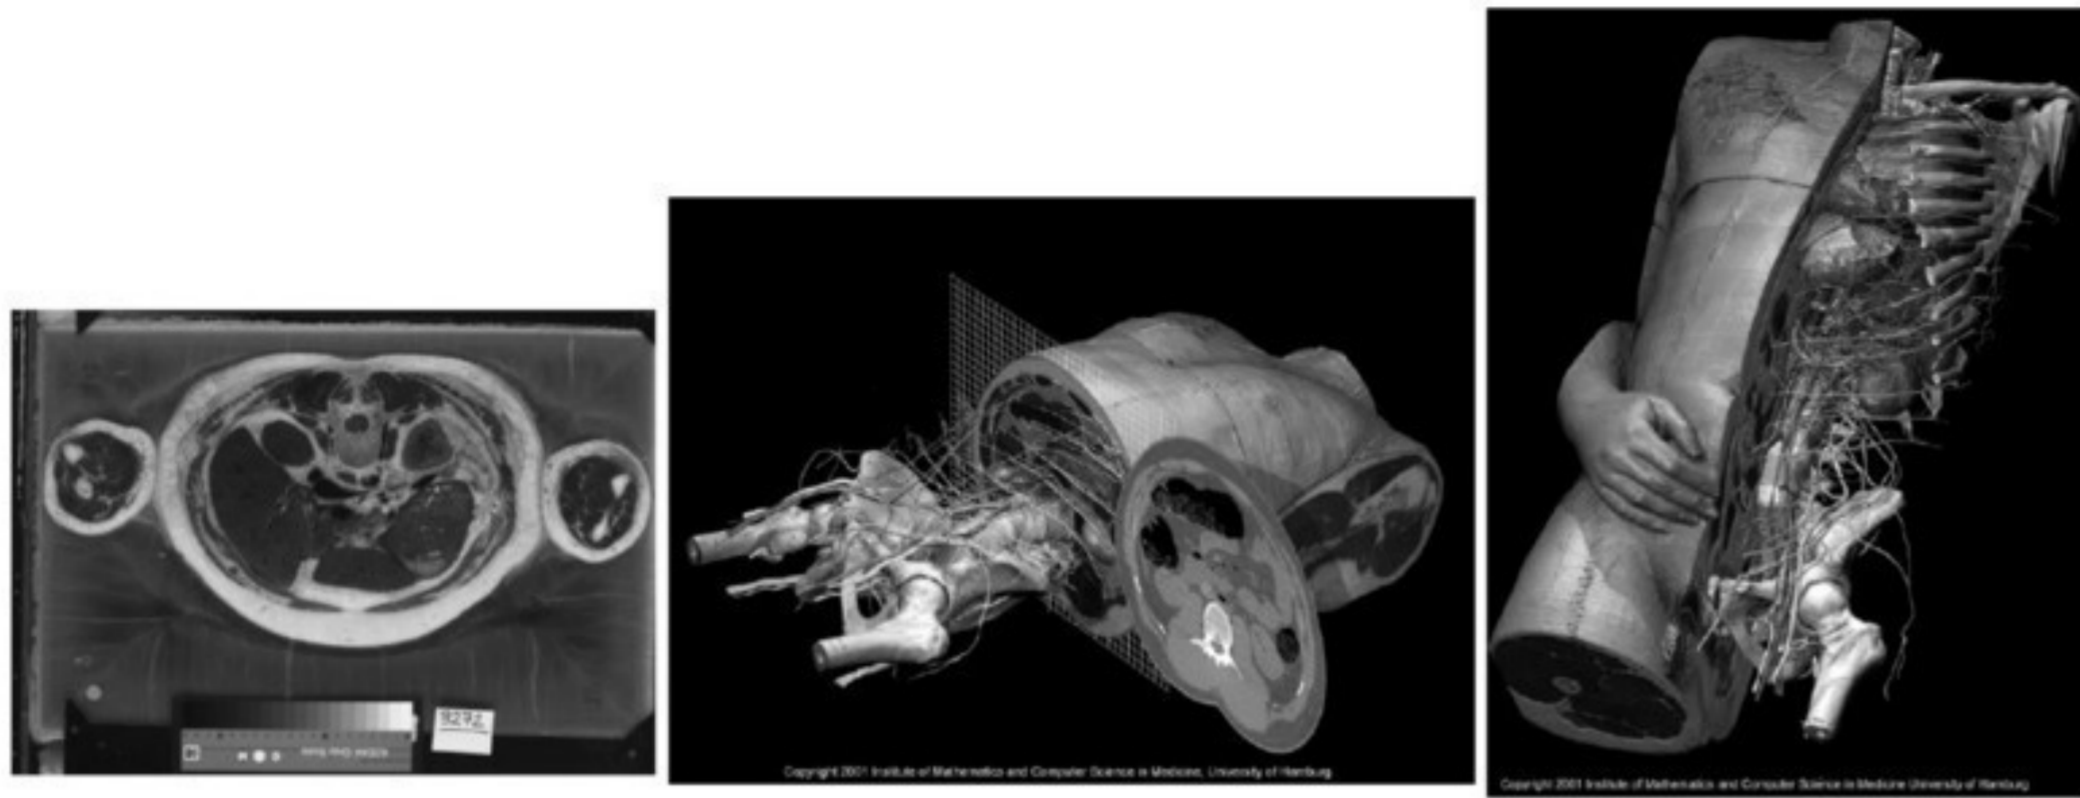 Copyright 2001 Institute of Mathematics and Computer Science in Medicine, University of Hamburg
Copyright 2001 Institute of Mathematics and Computer Science in Medicine University of Hamburg